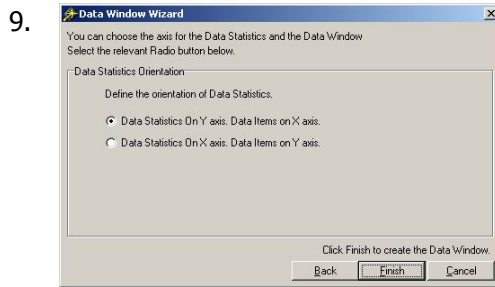 9.
Data Window Wizard
You can choose the axis for the Data Statistics and the Data Window
Select the relevant Radio button below.
Data Statistics Orientation
Define the orientation of Data Statistics.
Data Statistics On Y axis. Data Items on X axis.
Data Statistics On X axis. Data Items on Y axis.
Click Finish to create the Data Window.
Back Finish Cancel